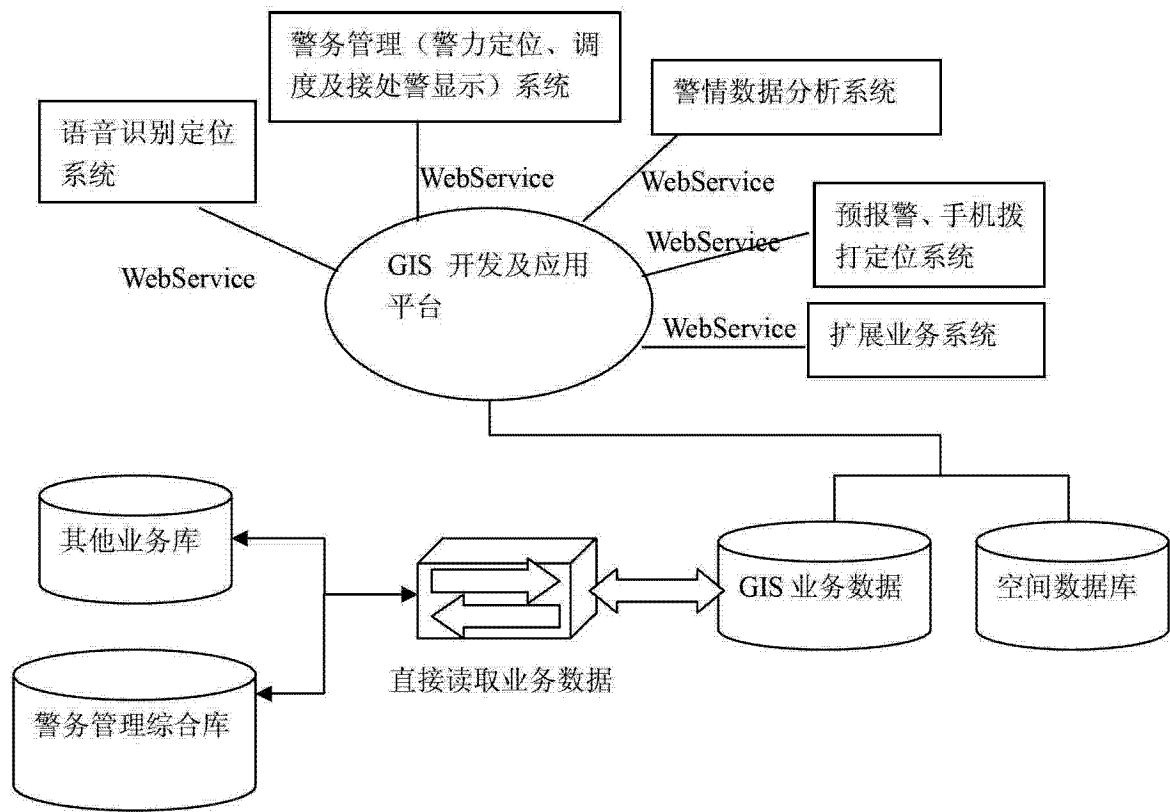 警务管理（警力定位、调
度及接处警显示）系统
警情数据分析系统
语音识别定位
系统
WebService
WebService
预报警、手机拨
打定位系统
WebService
WebService
GIS 开发及应用
平台
WebService
扩展业务系统
其他业务库
GIS 业务数据
空间数据库
直接读取业务数据
警务管理综合库